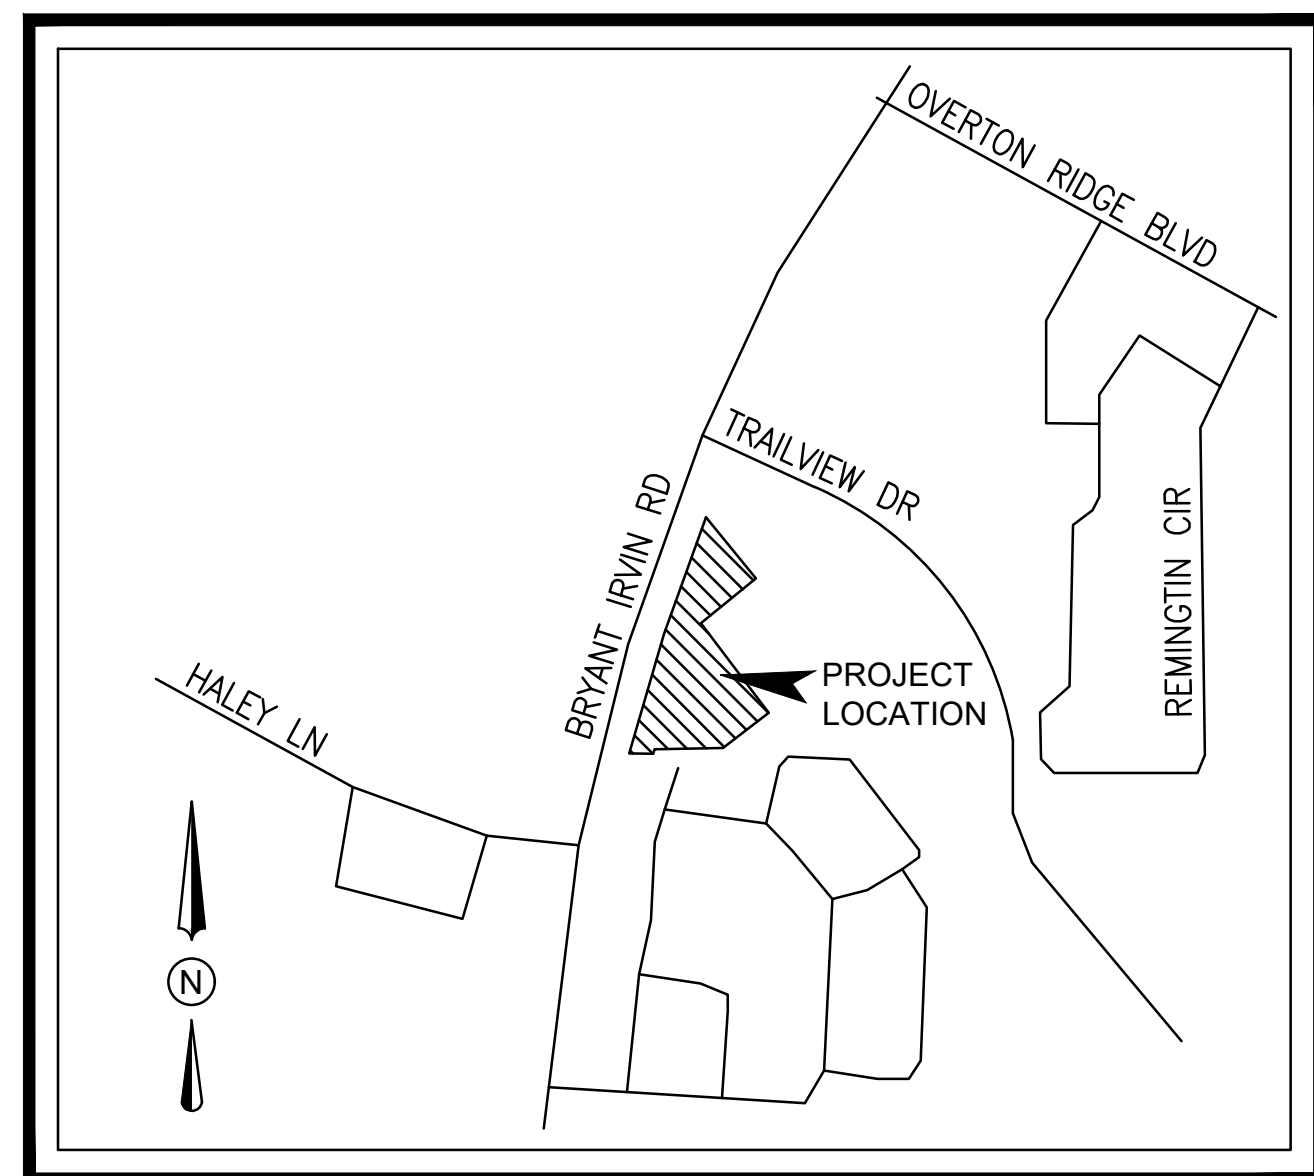 OVERTON RIDGE BLVD
TRAILVIEW DR
BRYANT IRVIN RD
REMINGTIN CIR
HALEY LN
PROJECT
LOCATION
N